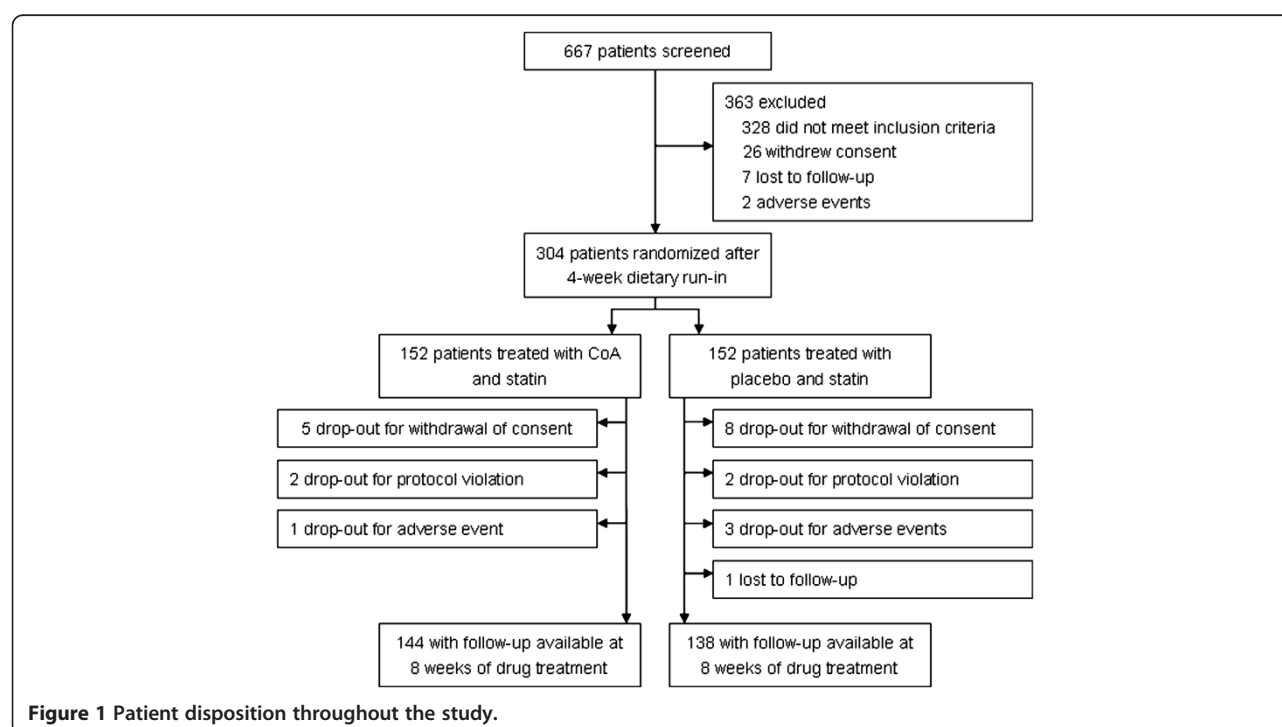 667 patients screened
363 excluded
328 did not meet inclusion criteria
26 withdrew consent
7 lost to follow-up
2 adverse events
304 patients randomized after
4-week dietary run-in
152 patients treated with CoA
and statin
152 patients treated with
placebo and statin
5 drop-out for withdrawal of consent
8 drop-out for withdrawal of consent
2 drop-out for protocol violation
2 drop-out for protocol violation
1 drop-out for adverse event
3 drop-out for adverse events
1 lost to follow-up
144 with follow-up available at
8 weeks of drug treatment
138 with follow-up available at
8 weeks of drug treatment
Figure 1 Patient disposition throughout the study.